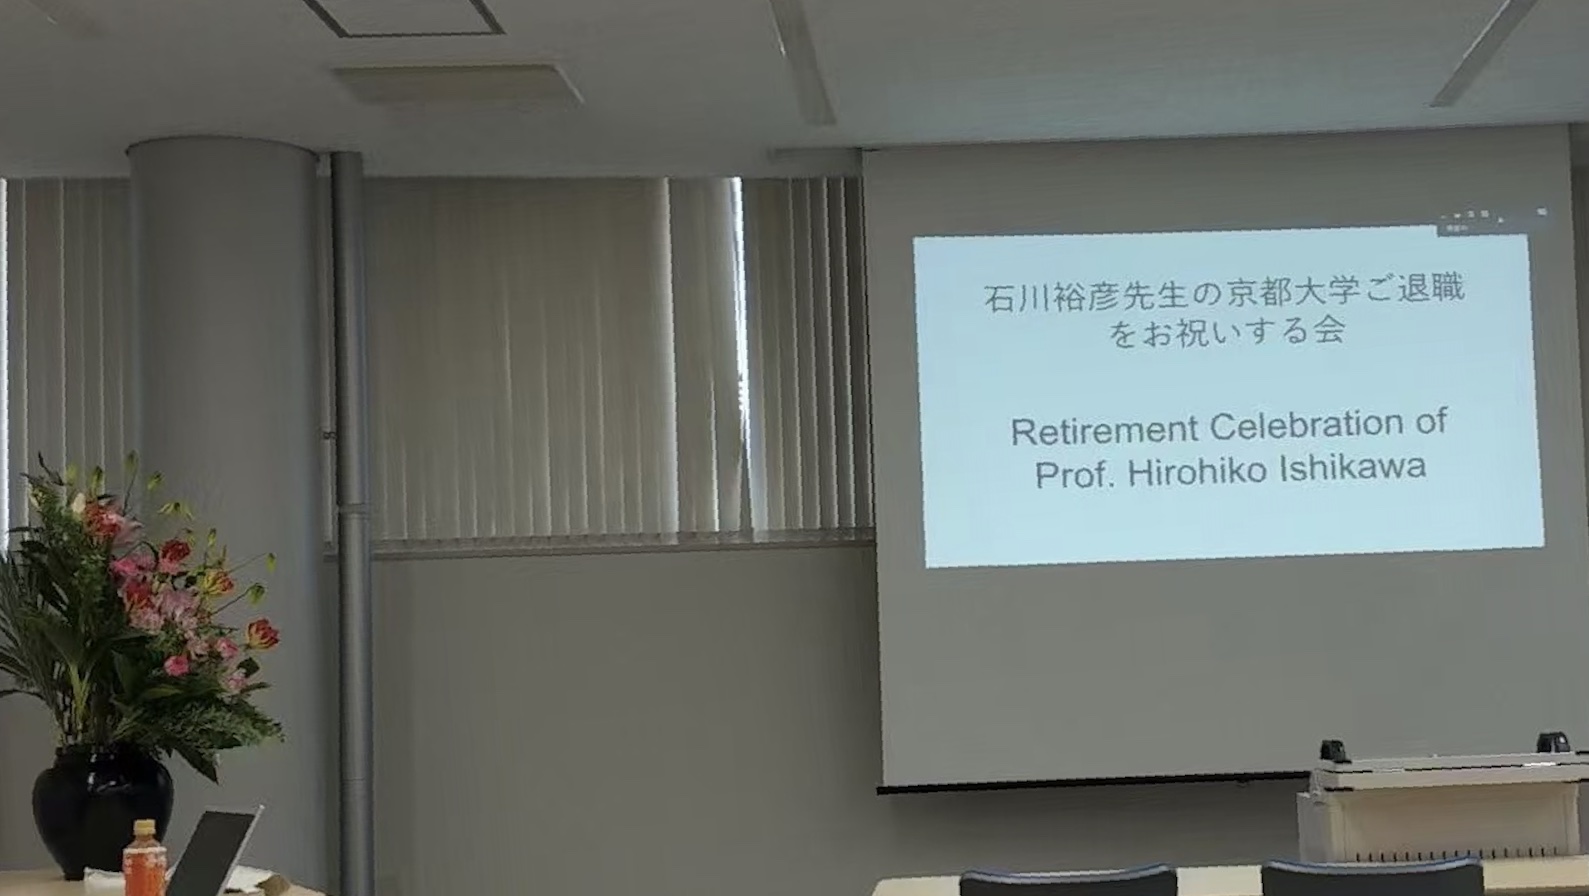 石川裕彦先生の京都大学ご退職
をお祝いする会
Retirement Celebration of
Prof. Hirohiko Ishikawa